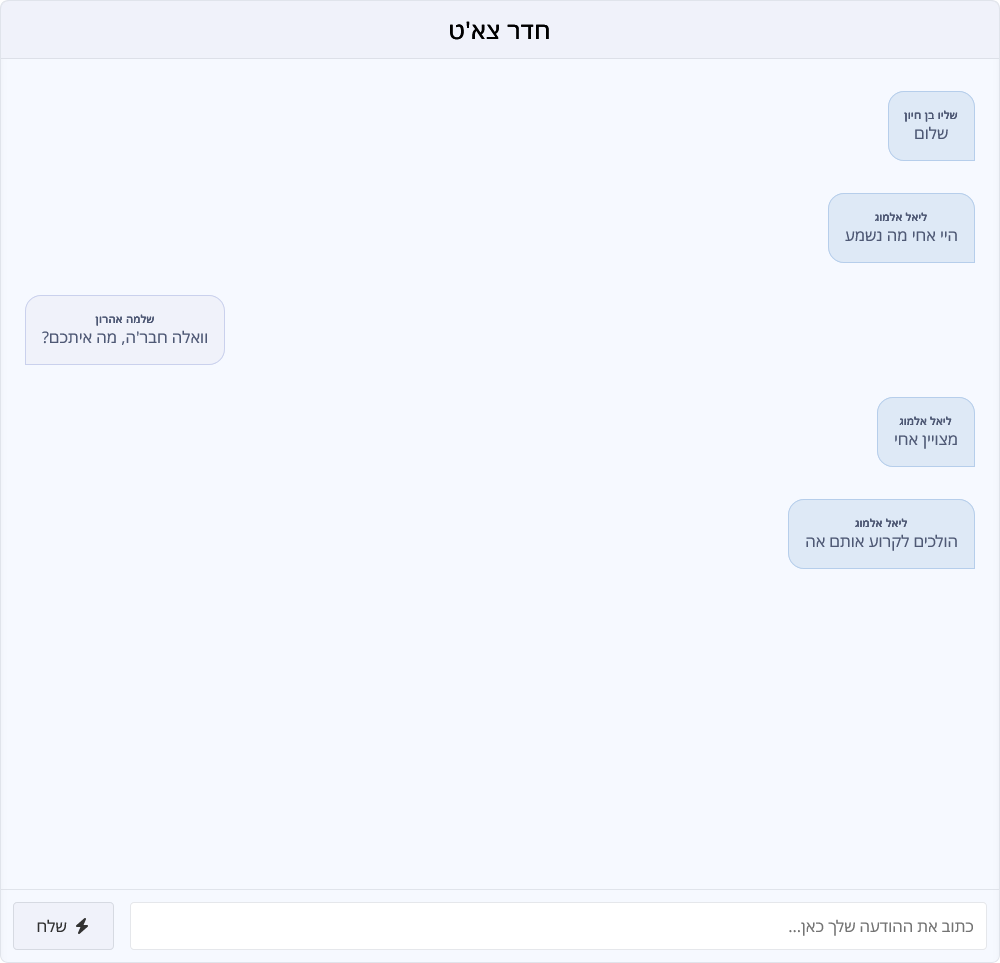 חדר צא'ט
שליו בן חיון
שלום
ליאל אלמוג
היי אחי מה נשמע
שלמה אהרון
וואלה חבר'ה, מה איתכם?
ליאל אלמוג
מצויין אחי
ליאל אלמוג
הולכים לקרוע אותם אה
כתוב את ההודעה שלך כאן...
שלח